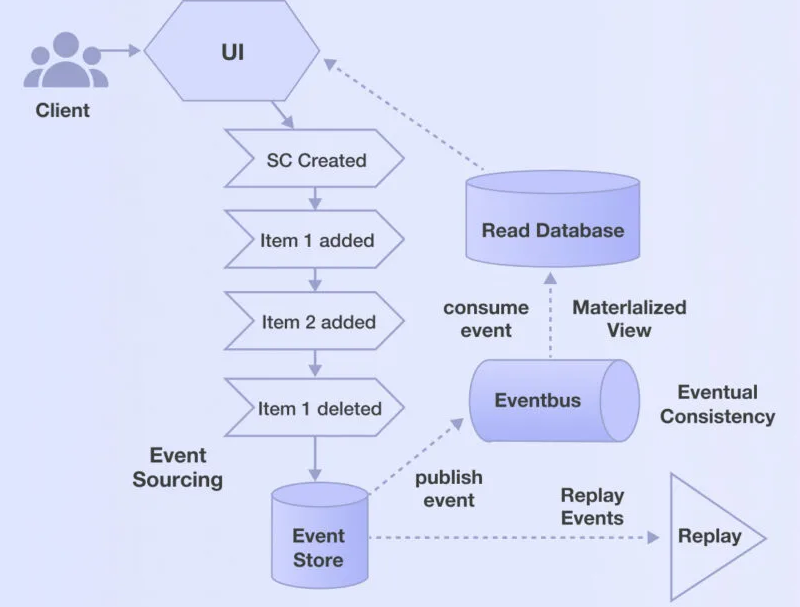 UI
Client
SC Created
Item 1 added
Item 2 added
Item 1 deleted
Event
Sourcing
Event
Store
publish
event
Eventbus
Eventual
Consistency
consume
event
Materlalized
View
Read Database
Replay
Events
Replay